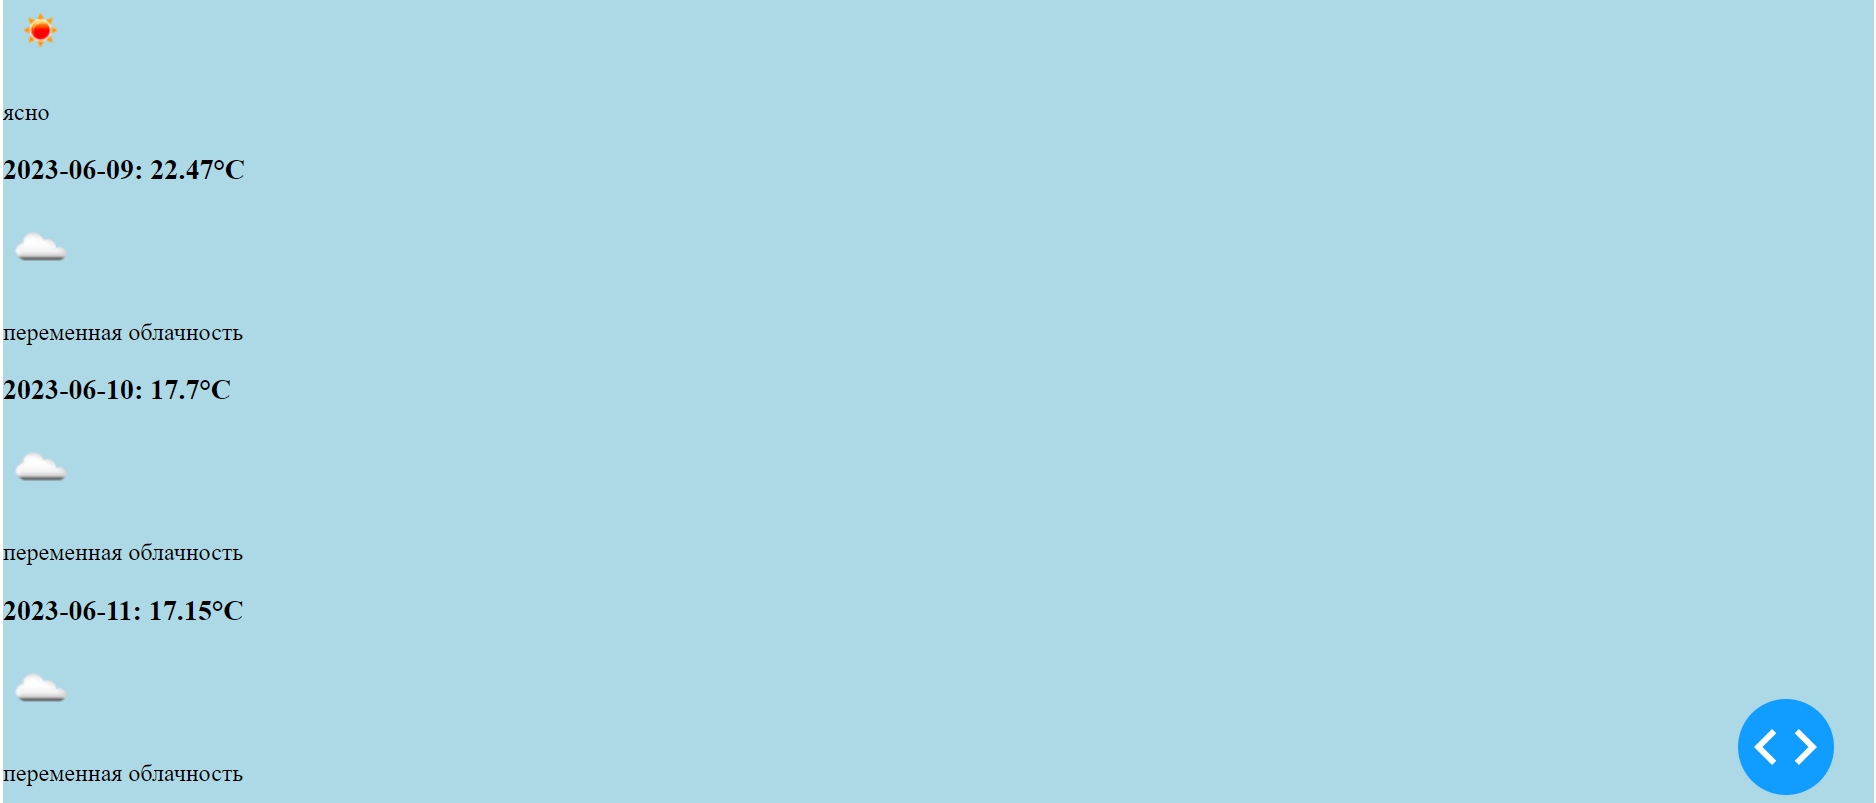 ясно
2023-06-09: 22.47°C
переменная облачность
2023-06-10: 17.7°C
переменная облачность
2023-06-11: 17.15°C
переменная облачность